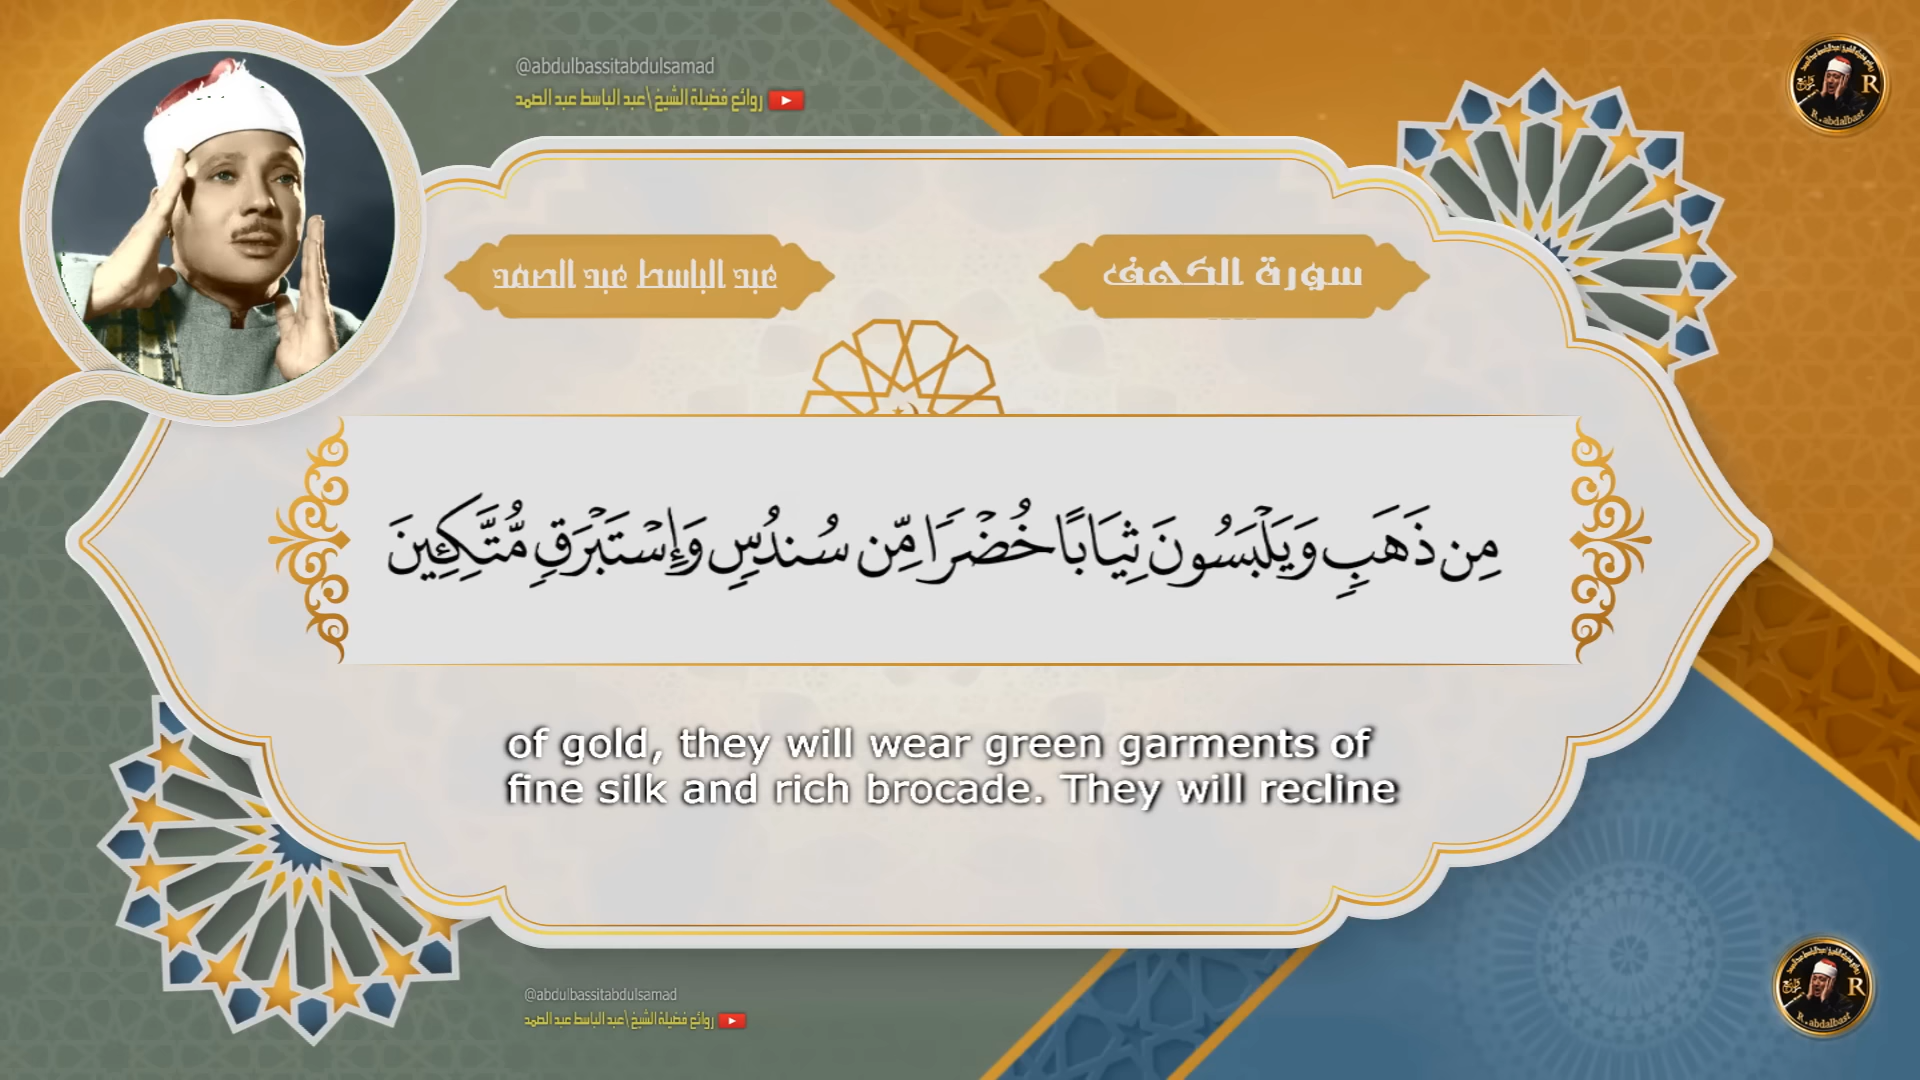 @abdulbassitabdulsamad
روائع فضيلة الشيخ \ عبد الباسط عبد الصمد
عبد الباسط عبد الصمد
سورة الكهف
مِن ذَهَبٍ وَيَلْبَسُونَ ثِيَابًا خُضْرًا مِّن سُندُسٍ وَإِسْتَبْرَقٍ مُّتَّكِئِينَ
of gold, they will wear green garments of
fine silk and rich brocade. They will recline
@abdulbassitabdulsamad
روائع فضيلة الشيخ \ عبد الباسط عبد الصمد
R
R.abdalbast
R
R.abdalbast